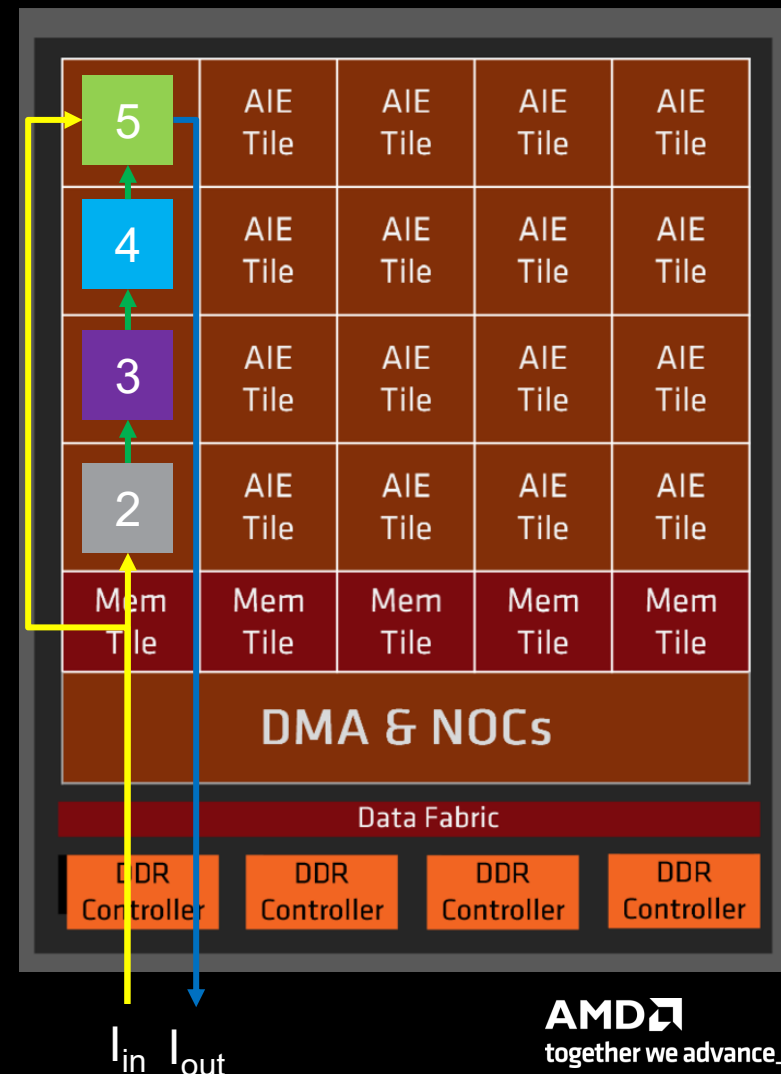 5 AIE AIE AIE AIE
Tile Tile Tile Tile
4 AIE AIE AIE AIE
Tile Tile Tile Tile
3 AIE AIE AIE AIE
Tile Tile Tile Tile
2 AIE AIE AIE AIE
Tile Tile Tile Tile
Mem Mem Mem Mem Mem
Tile Tile Tile Tile Tile
DMA & NOCs
Data Fabric
DDR DDR DDR DDR
Controller Controller Controller Controller
Iin Iout
AMD
together we advance_